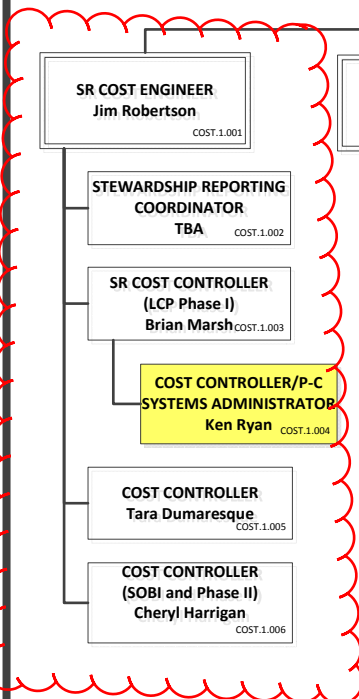 SR COST ENGINEER
Jim Robertson
COST.1.001
STEWARDSHIP REPORTING
COORDINATOR
TBA
COST.1.002
SR COST CONTROLLER
(LCP Phase I)
Brian Marsh
COST.1.003
COST CONTROLLER/P-C
SYSTEMS ADMINISTRATOR
Ken Ryan
COST.1.004
COST CONTROLLER
Tara Dumaresque
COST.1.005
COST CONTROLLER
(SOBI and Phase II)
Cheryl Harrigan
COST.1.006